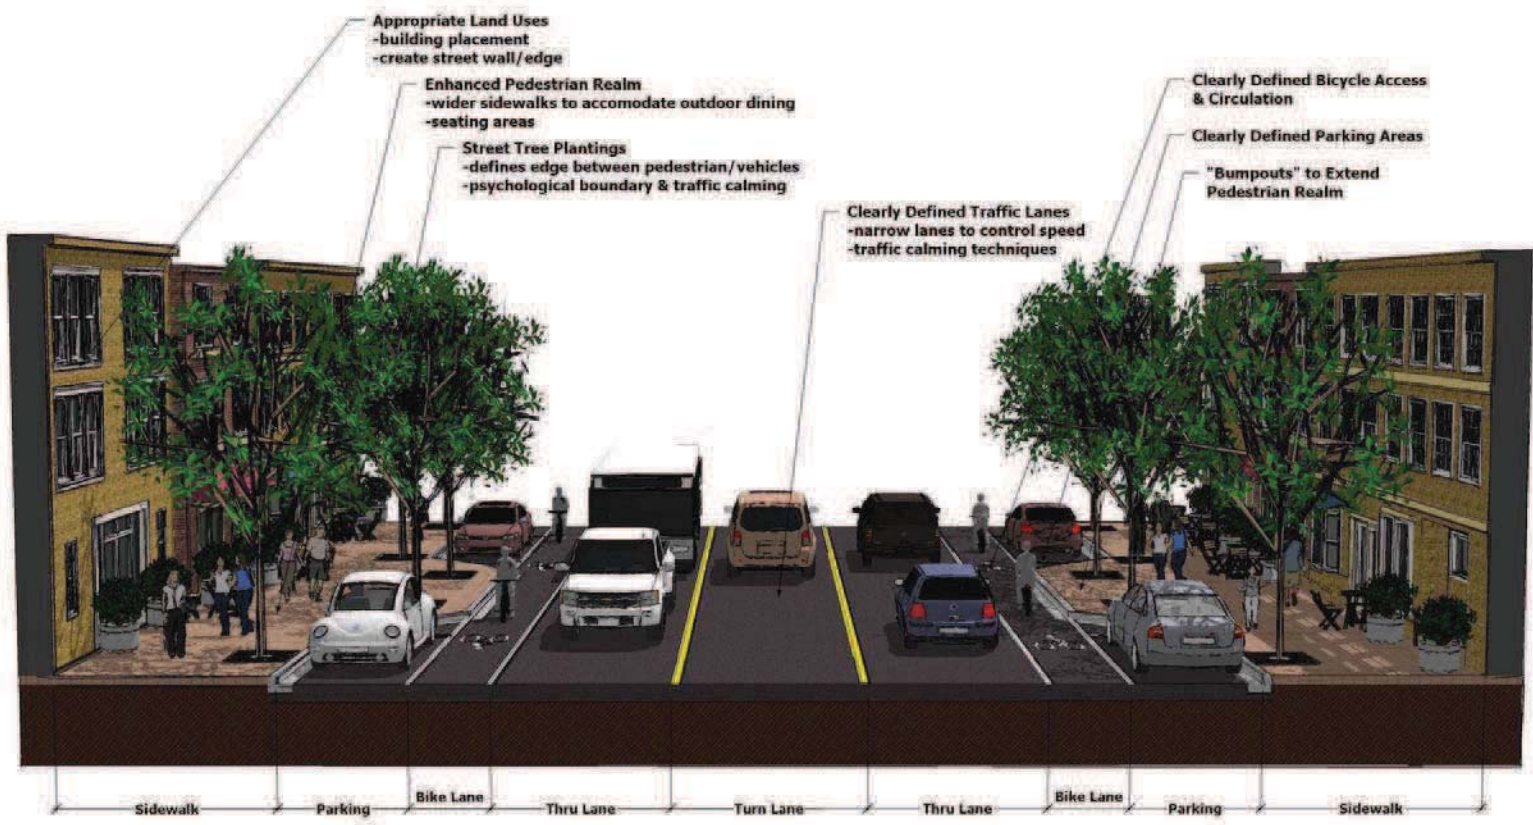 Appropriate Land Uses
-building placement
-create street wall/edge
Enhanced Pedestrian Realm
-wider sidewalks to accomodate outdoor dining
-seating areas
Street Tree Plantings
-defines edge between pedestrian/vehicles
-psychological boundary & traffic calming
Clearly Defined Traffic Lanes
-narrow lanes to control speed
-traffic calming techniques
Clearly Defined Bicycle Access
& Circulation
Clearly Defined Parking Areas
"Bumpouts" to Extend
Pedestrian Realm
Sidewalk
Parking
Bike Lane
Thru Lane
Turn Lane
Thru Lane
Bike Lane
Parking
Sidewalk